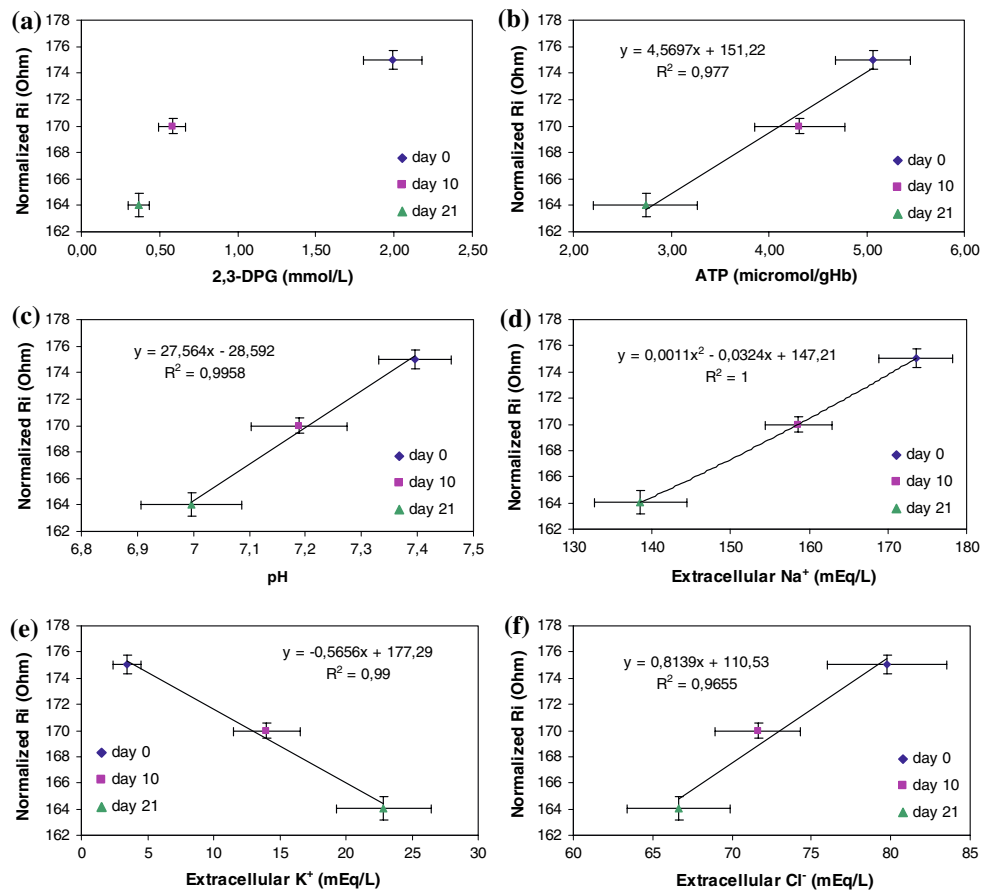 (a)
178
176
174
172
170
168
166
164
162
Normalized Ri (Ohm)
day 0
day 10
day 21
0,00 0,50 1,00 1,50 2,00 2,50
2,3-DPG (mmol/L)
(b)
178
176
174
172
170
168
166
164
162
Normalized Ri (Ohm)
y = 4,5697x + 151,22
R² = 0,977
day 0
day 10
day 21
2,00 3,00 4,00 5,00 6,00
ATP (micromol/gHb)
(c)
178
176
174
172
170
168
166
164
162
Normalized Ri (Ohm)
y = 27,564x - 28,592
R² = 0,9958
day 0
day 10
day 21
6,8 6,9 7 7,1 7,2 7,3 7,4 7,5
pH
(d)
178
176
174
172
170
168
166
164
162
Normalized Ri (Ohm)
y = 0,0011x² - 0,0324x + 147,21
R² = 1
day 0
day 10
day 21
130 140 150 160 170 180
Extracellular Na⁺ (mEq/L)
(e)
178
176
174
172
170
168
166
164
162
Normalized Ri (Ohm)
y = -0,5656x + 177,29
R² = 0,99
day 0
day 10
day 21
0 5 10 15 20 25 30
Extracellular K⁺ (mEq/L)
(f)
178
176
174
172
170
168
166
164
162
Normalized Ri (Ohm)
y = 0,8139x + 110,53
R² = 0,9655
day 0
day 10
day 21
60 65 70 75 80 85
Extracellular Cl⁻ (mEq/L)